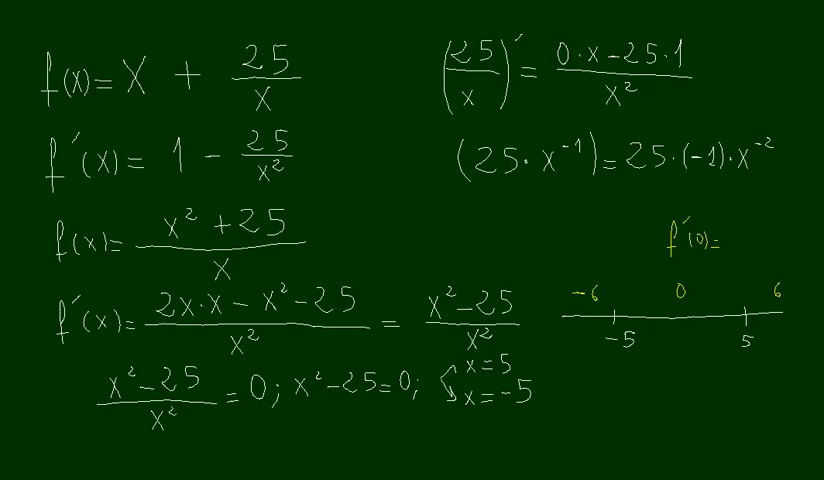 f(x) = x + 25/x
(25/x)' = (0·x − 25·1)/x²
f'(x) = 1 − 25/x²
(25·x⁻¹) = 25·(−1)·x⁻²
f(x) = (x² + 25)/x
f'(0) =
f'(x) = (2x·x − x² − 25)/x² = (x² − 25)/x²
−6 0 6
−5 5
(x² − 25)/x² = 0; x² − 25 = 0; { x = 5
x = −5